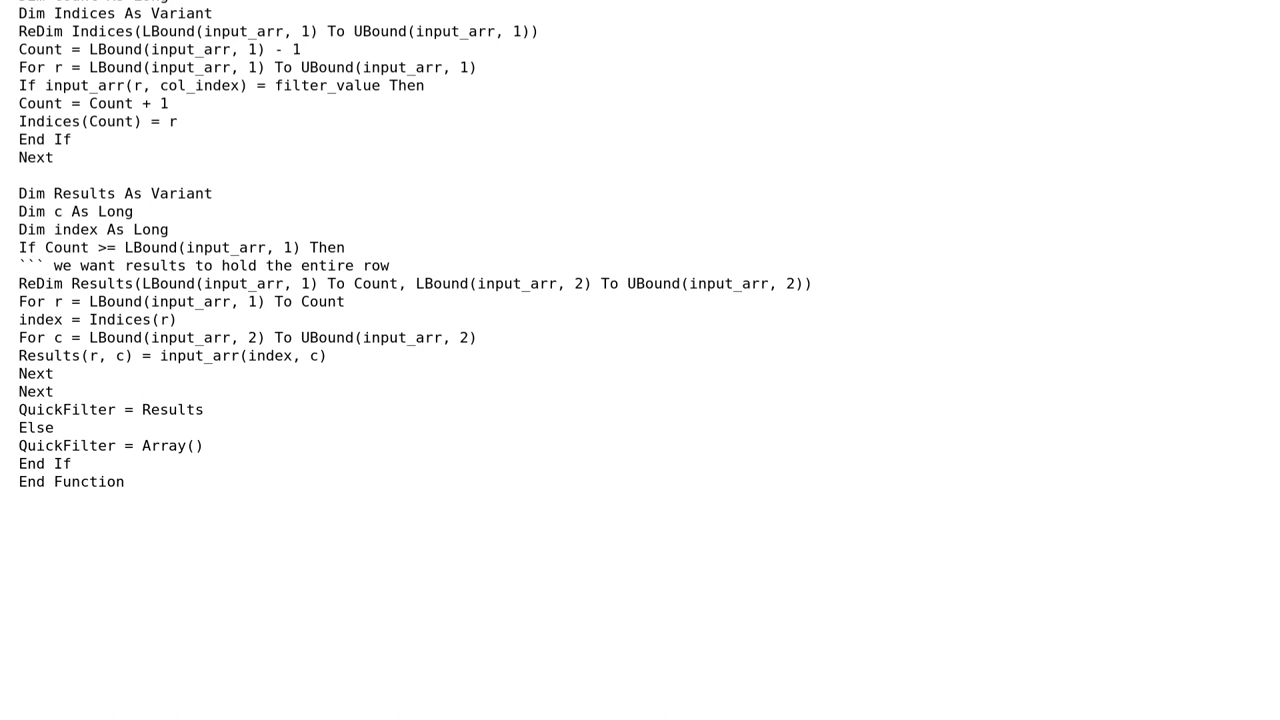 Dim Indices As Variant
ReDim Indices(LBound(input_arr, 1) To UBound(input_arr, 1))
Count = LBound(input_arr, 1) - 1
For r = LBound(input_arr, 1) To UBound(input_arr, 1)
If input_arr(r, col_index) = filter_value Then
Count = Count + 1
Indices(Count) = r
End If
Next

Dim Results As Variant
Dim c As Long
Dim index As Long
If Count >= LBound(input_arr, 1) Then
``` we want results to hold the entire row
ReDim Results(LBound(input_arr, 1) To Count, LBound(input_arr, 2) To UBound(input_arr, 2))
For r = LBound(input_arr, 1) To Count
index = Indices(r)
For c = LBound(input_arr, 2) To UBound(input_arr, 2)
Results(r, c) = input_arr(index, c)
Next
Next
QuickFilter = Results
Else
QuickFilter = Array()
End If
End Function